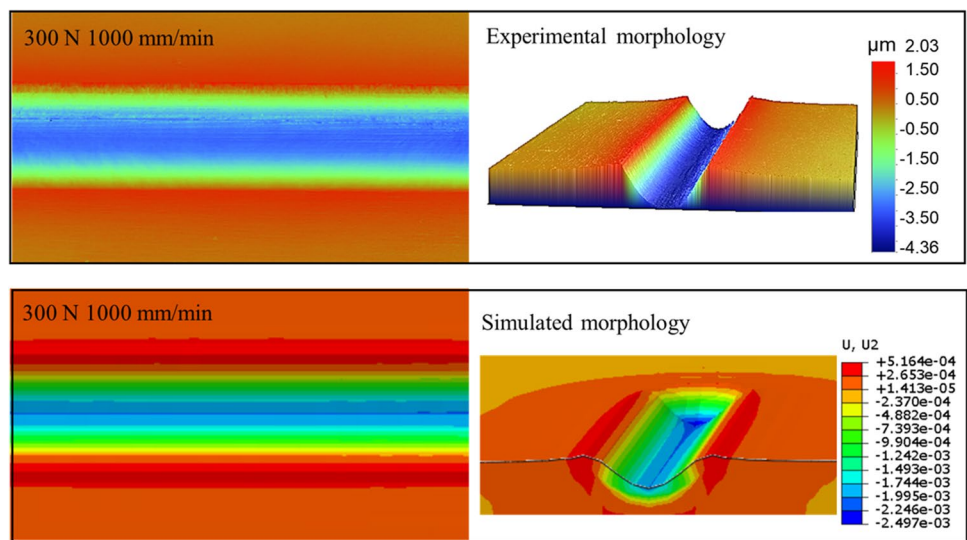 300 N 1000 mm/min
Experimental morphology
µm 2.03
1.50
0.50
-0.50
-1.50
-2.50
-3.50
-4.36
300 N 1000 mm/min
Simulated morphology
U, U2
+5.164e-04
+2.653e-04
+1.413e-05
-2.370e-04
-4.882e-04
-7.393e-04
-9.904e-04
-1.242e-03
-1.493e-03
-1.744e-03
-1.995e-03
-2.246e-03
-2.497e-03